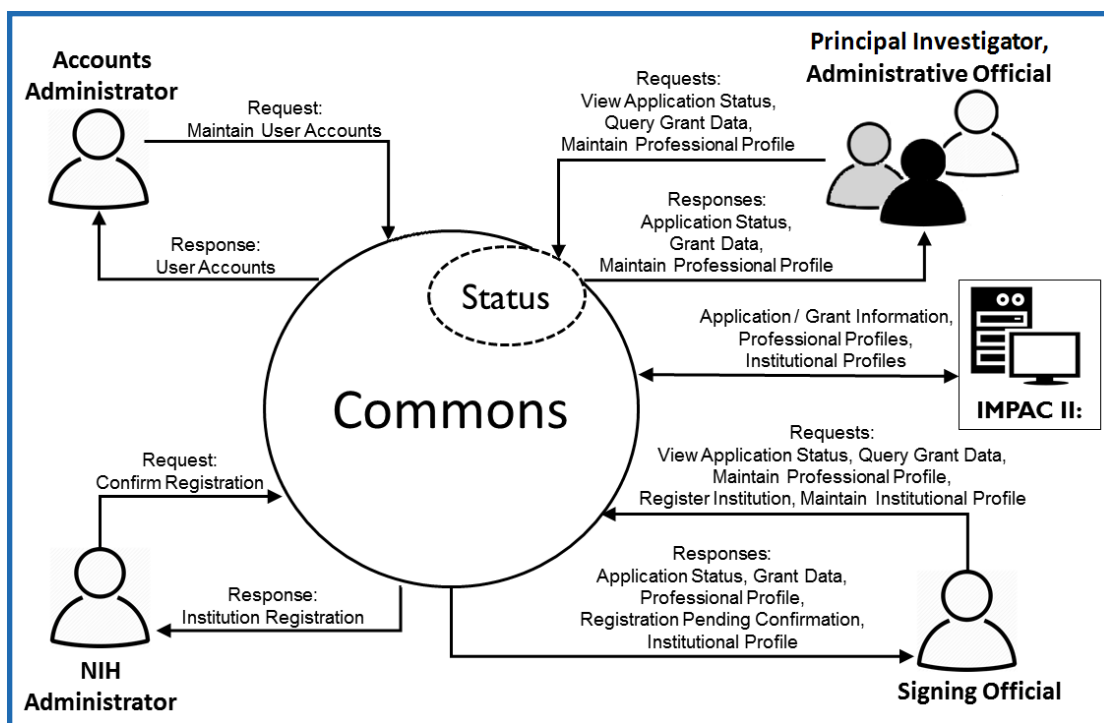 Accounts
Administrator
Request:
Maintain User Accounts
Response:
User Accounts
Principal Investigator,
Administrative Official
Requests:
View Application Status,
Query Grant Data,
Maintain Professional Profile
Responses:
Application Status,
Grant Data,
Maintain Professional Profile
Status
Commons
Application / Grant Information,
Professional Profiles,
Institutional Profiles
IMPAC II:
Request:
Confirm Registration
Response:
Institution Registration
NIH
Administrator
Requests:
View Application Status, Query Grant Data,
Maintain Professional Profile,
Register Institution, Maintain Institutional Profile
Responses:
Application Status, Grant Data,
Professional Profile,
Registration Pending Confirmation,
Institutional Profile
Signing Official